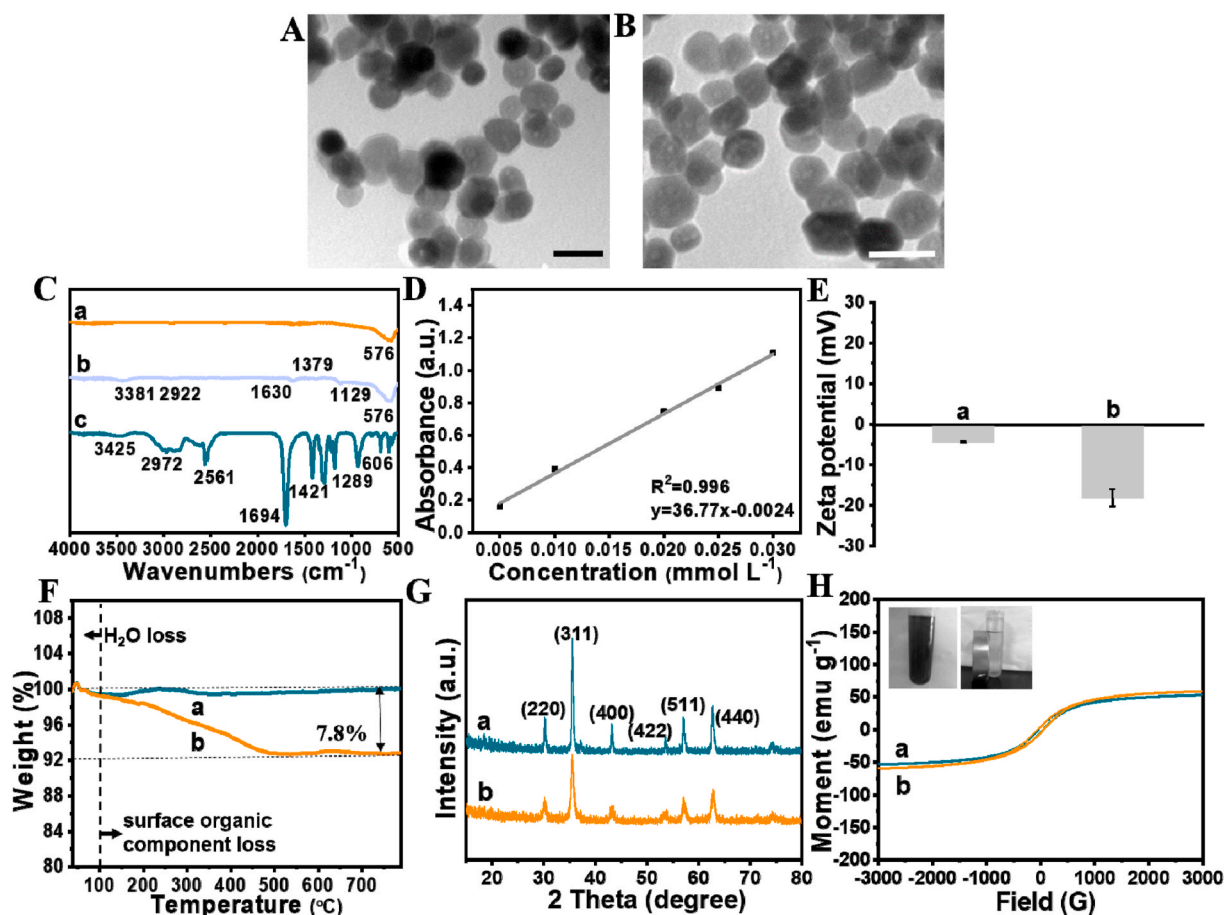 A
B
C
a
576
b
1379
3381
2922
1630
1129
576
c
3425
2972
2561
1694
1421
1289
606
4000 3000 2000 1500 1000 500
Wavenumbers (cm⁻¹)
D
Absorbance (a.u.)
1.4
1.2
1.0
0.8
0.6
0.4
0.2
0.0
R²=0.996
y=36.77x-0.0024
0.005 0.010 0.015 0.020 0.025 0.030
Concentration (mmol L⁻¹)
E
Zeta potential (mV)
30
20
10
0
-10
-20
-30
a
b
F
Weight (%)
108
104
100
96
92
88
84
80
H₂O loss
a
b
7.8%
surface organic
component loss
100 200 300 400 500 600 700
Temperature (°C)
G
Intensity (a.u.)
(311)
(220)
(400)
(422)
(511)
(440)
a
b
20 30 40 50 60 70 80
2 Theta (degree)
H
Moment (emu g⁻¹)
200
150
100
50
0
-50
-100
-150
-200
a
b
-3000 -2000 -1000 0 1000 2000 3000
Field (G)